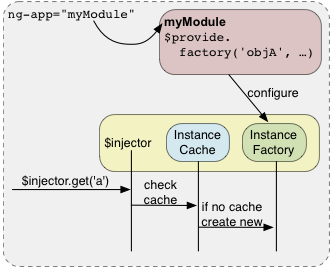 ng-app="myModule"
myModule
$provide.
factory('objA', …)
configure
$injector
Instance
Cache
Instance
Factory
$injector.get('a')
check
cache
if no cache
create new